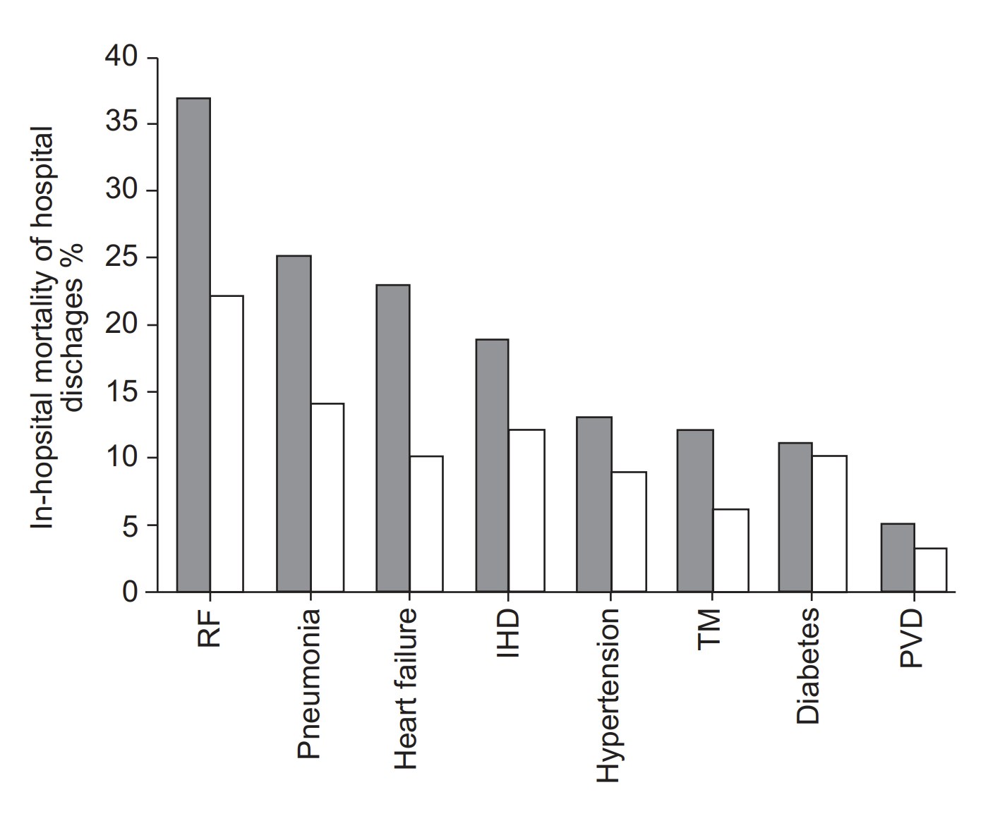 In-hopsital mortality of hospital
dischages %
40
35
30
25
20
15
10
5
0
RF
Pneumonia
Heart failure
IHD
Hypertension
TM
Diabetes
PVD